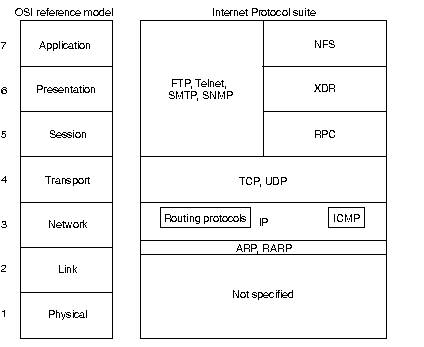 OSI reference model
Internet Protocol suite
7
Application
NFS
FTP, Telnet,
SMTP, SNMP
6
Presentation
XDR
5
Session
RPC
4
Transport
TCP, UDP
3
Network
Routing protocols
IP
ICMP
ARP, RARP
2
Link
Not specified
1
Physical